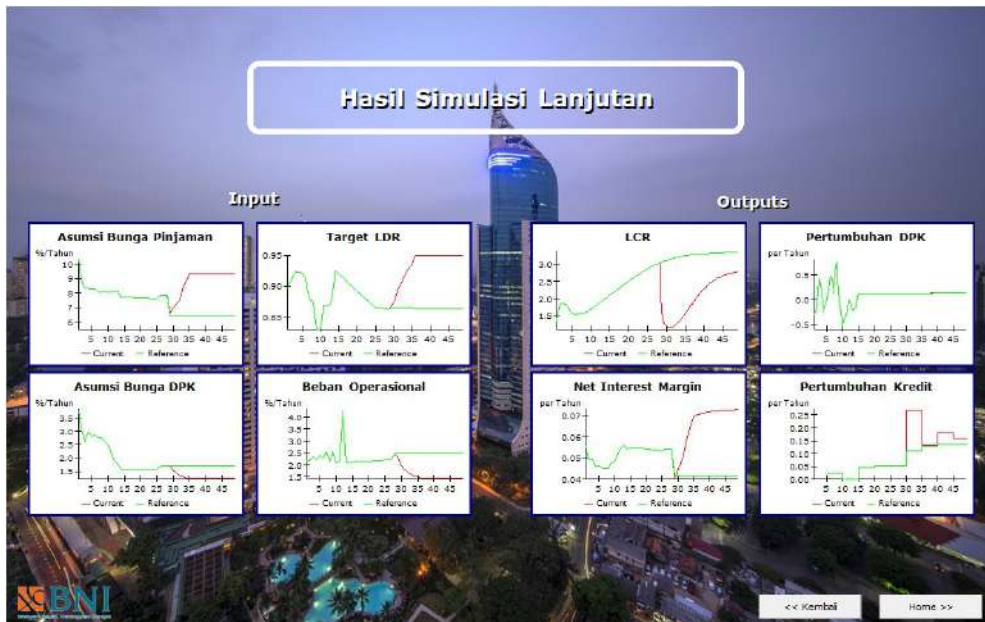 Hasil Simulasi Lanjutan
Input
Outputs
Asumsi Bunga Pinjaman
%/Tahun
10
9
8
7
6
5 10 15 20 25 30 35 40 45
Current Reference
Target LDR
0.95
0.90
0.85
5 10 15 20 25 30 35 40 45
Current Reference
LCR
3.0
2.5
2.0
1.5
5 10 15 20 25 30 35 40 45
Current Reference
Pertumbuhan DPK
per Tahun
0.5
0.0
-0.5
5 10 15 20 25 30 35 40 45
Current Reference
Asumsi Bunga DPK
%/Tahun
3.5
3.0
2.5
2.0
1.5
5 10 15 20 25 30 35 40 45
Current Reference
Beban Operasional
%/Tahun
4.0
3.5
3.0
2.5
2.0
1.5
5 10 15 20 25 30 35 40 45
Current Reference
Net Interest Margin
per Tahun
0.07
0.06
0.05
0.04
5 10 15 20 25 30 35 40 45
Current Reference
Pertumbuhan Kredit
per Tahun
0.25
0.20
0.15
0.10
0.05
0.00
5 10 15 20 25 30 35 40 45
Current Reference
BNI
<< Kembali
Home >>